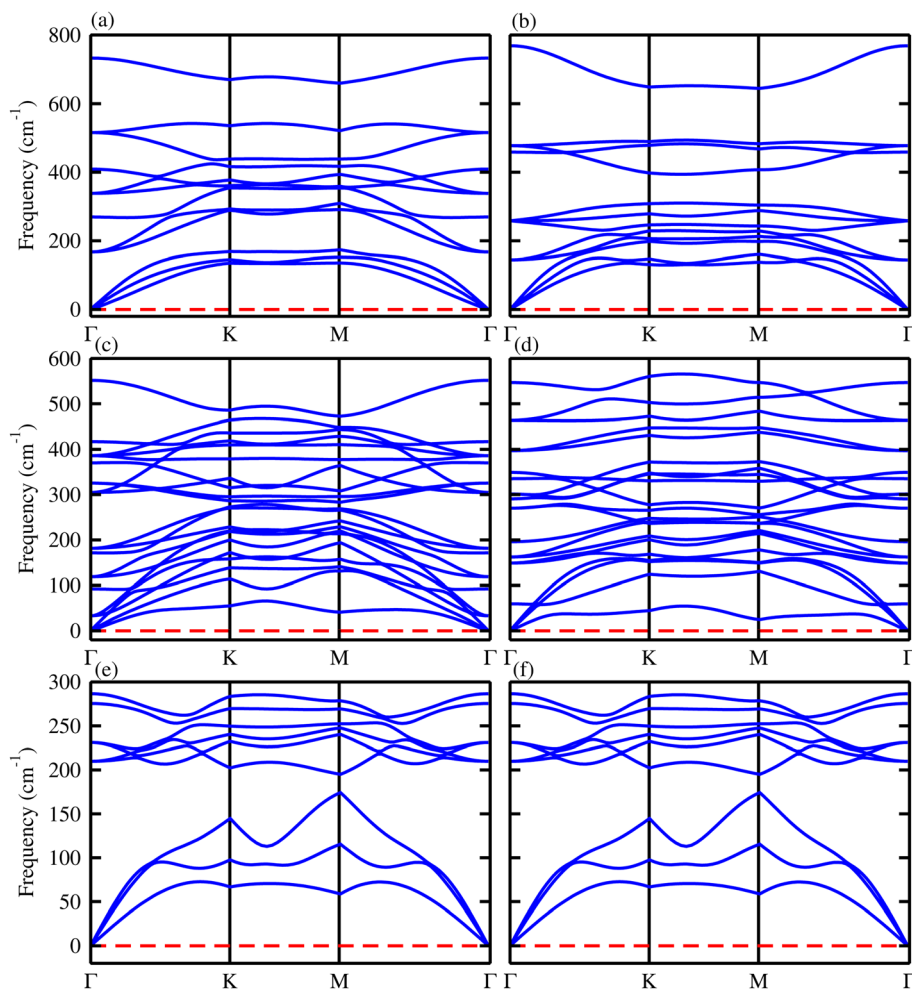 (a) (b)
800
600
400
200
0
Frequency (cm⁻¹)
Γ K M Γ Γ K M Γ
(c) (d)
600
500
400
300
200
100
0
Frequency (cm⁻¹)
Γ K M Γ Γ K M Γ
(e) (f)
300
250
200
150
100
50
0
Frequency (cm⁻¹)
Γ K M Γ Γ K M Γ